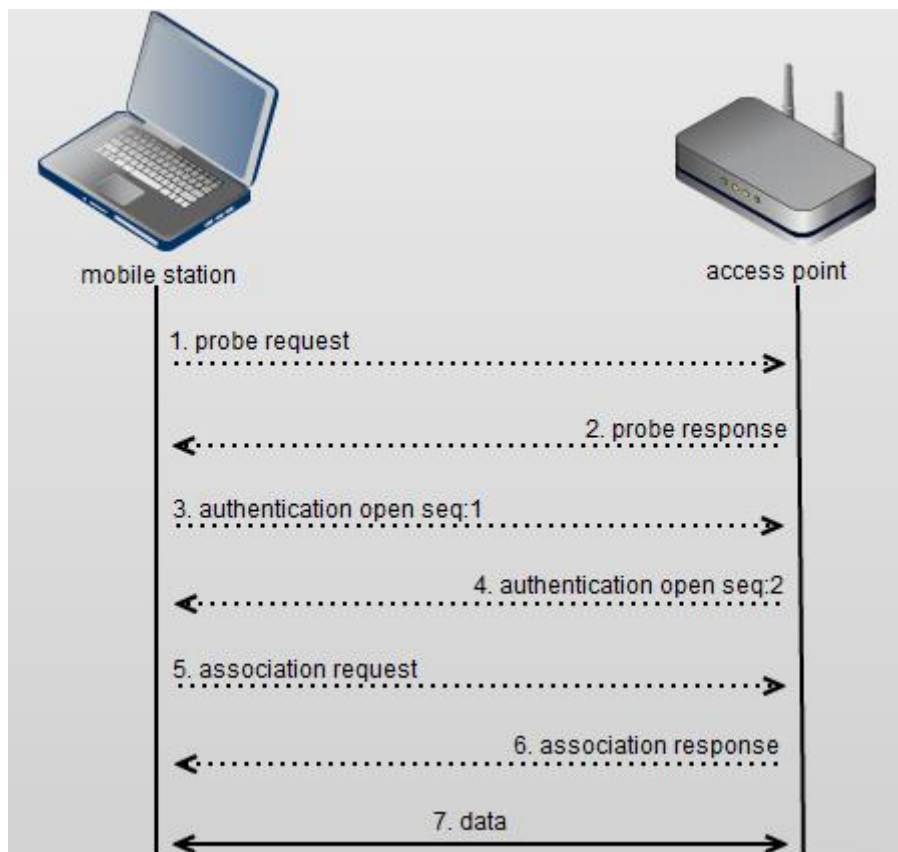 mobile station
access point
1. probe request
2. probe response
3. authentication open seq:1
4. authentication open seq:2
5. association request
6. association response
7. data